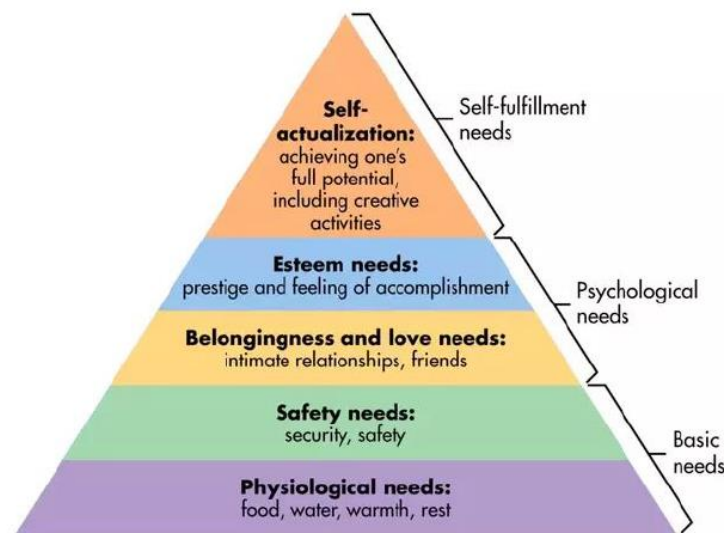 Self-
actualization:
achieving one's
full potential,
including creative
activities
Self-fulfillment
needs
Esteem needs:
prestige and feeling of accomplishment
Psychological
needs
Belongingness and love needs:
intimate relationships, friends
Safety needs:
security, safety
Basic
needs
Physiological needs:
food, water, warmth, rest